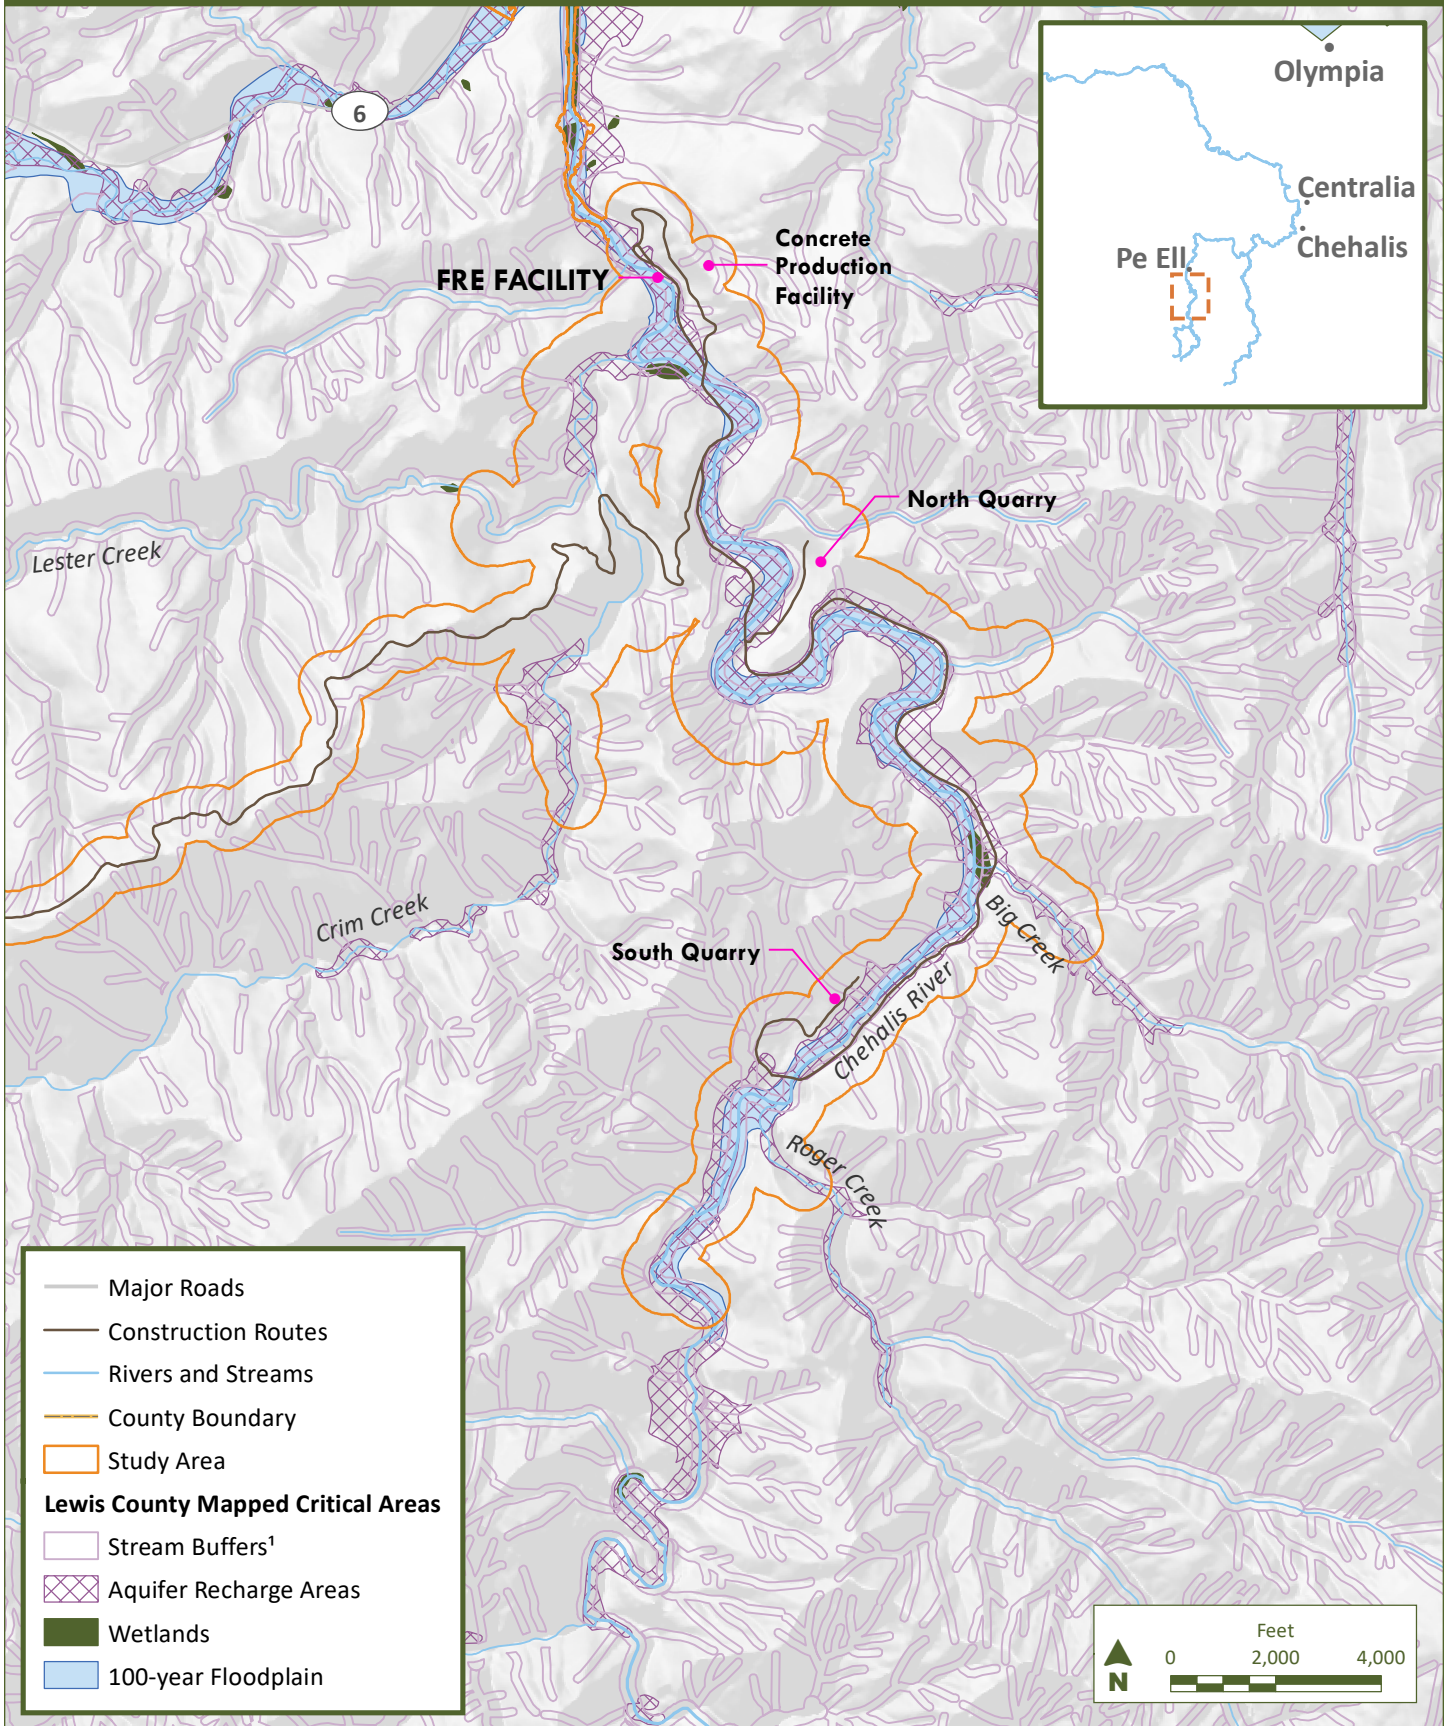 6
Olympia
Centralia
Chehalis
Pe Ell
FRE FACILITY
Concrete
Production
Facility
North Quarry
Lester Creek
Crim Creek
South Quarry
Big Creek
Chehalis River
Roger Creek
Major Roads
Construction Routes
Rivers and Streams
County Boundary
Study Area
Lewis County Mapped Critical Areas
Stream Buffers¹
Aquifer Recharge Areas
Wetlands
100-year Floodplain
Feet
0 2,000 4,000
N